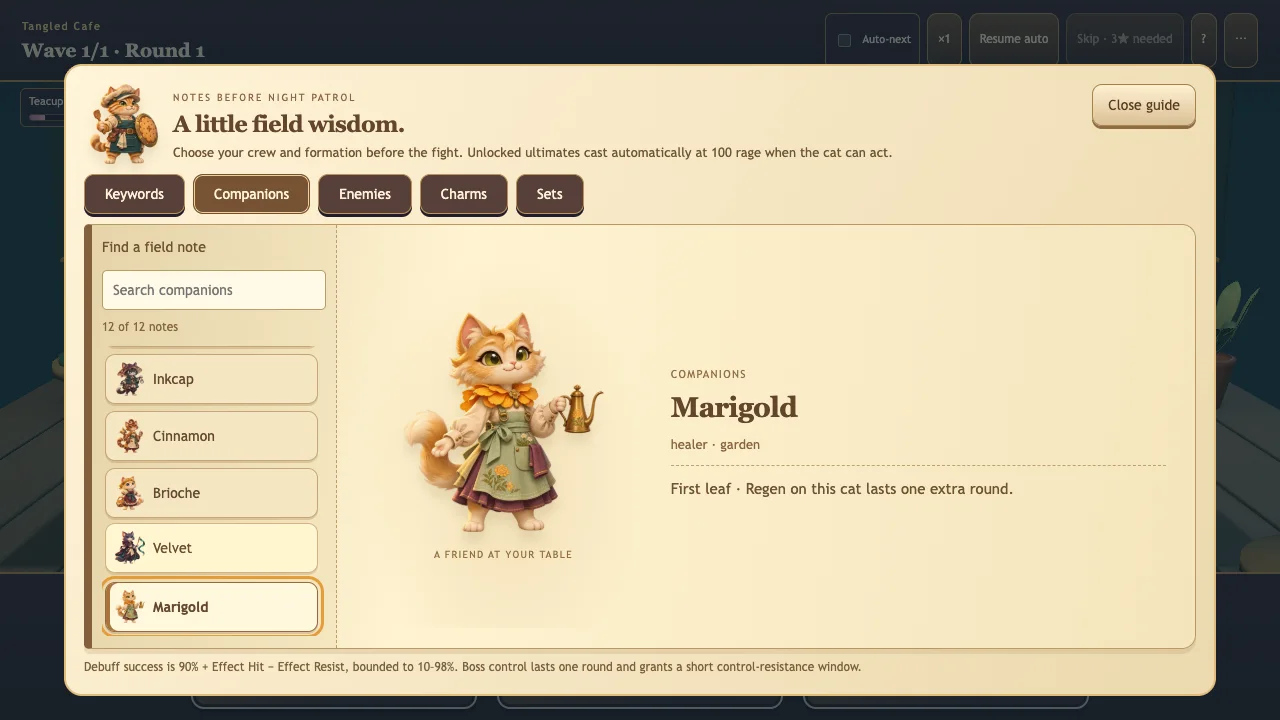 Tangled Cafe
Wave 1/1 · Round 1
Auto-next
×1
Resume auto
Skip · 3★ needed
?
...
Teacup
NOTES BEFORE NIGHT PATROL
A little field wisdom.
Choose your crew and formation before the fight. Unlocked ultimates cast automatically at 100 rage when the cat can act.
Close guide
Keywords
Companions
Enemies
Charms
Sets
Find a field note
Search companions
12 of 12 notes
Inkcap
Cinnamon
Brioche
Velvet
Marigold
A FRIEND AT YOUR TABLE
COMPANIONS
Marigold
healer · garden
First leaf · Regen on this cat lasts one extra round.
Debuff success is 90% + Effect Hit − Effect Resist, bounded to 10–98%. Boss control lasts one round and grants a short control-resistance window.